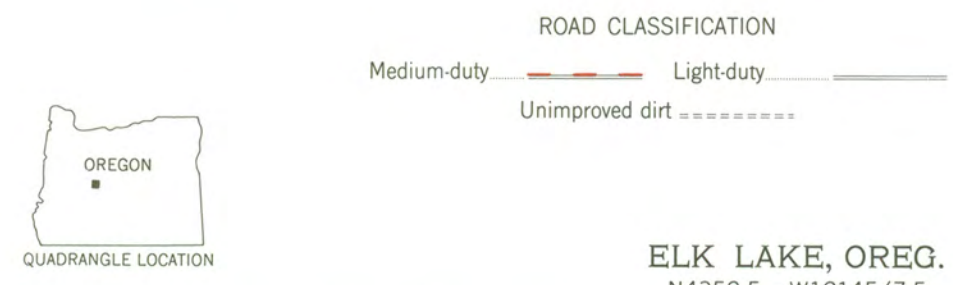 ROAD CLASSIFICATION
Medium-duty Light-duty
Unimproved dirt
OREGON
QUADRANGLE LOCATION
ELK LAKE, OREG.